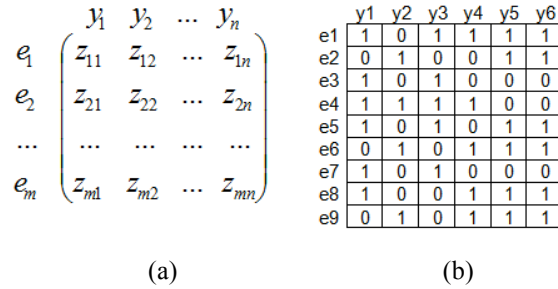 y₁ y₂ ... yₙ
e₁ z₁₁ z₁₂ ... z₁ₙ
e₂ z₂₁ z₂₂ ... z₂ₙ
... ... ... ... ...
eₘ zₘ₁ zₘ₂ ... zₘₙ
(a)
y1 y2 y3 y4 y5 y6
e1 1 0 1 1 1 1
e2 0 1 0 0 1 1
e3 1 0 1 0 0 0
e4 1 1 1 1 0 0
e5 1 0 1 0 1 1
e6 0 1 0 1 1 1
e7 1 0 1 0 0 0
e8 1 0 0 1 1 1
e9 0 1 0 1 1 1
(b)